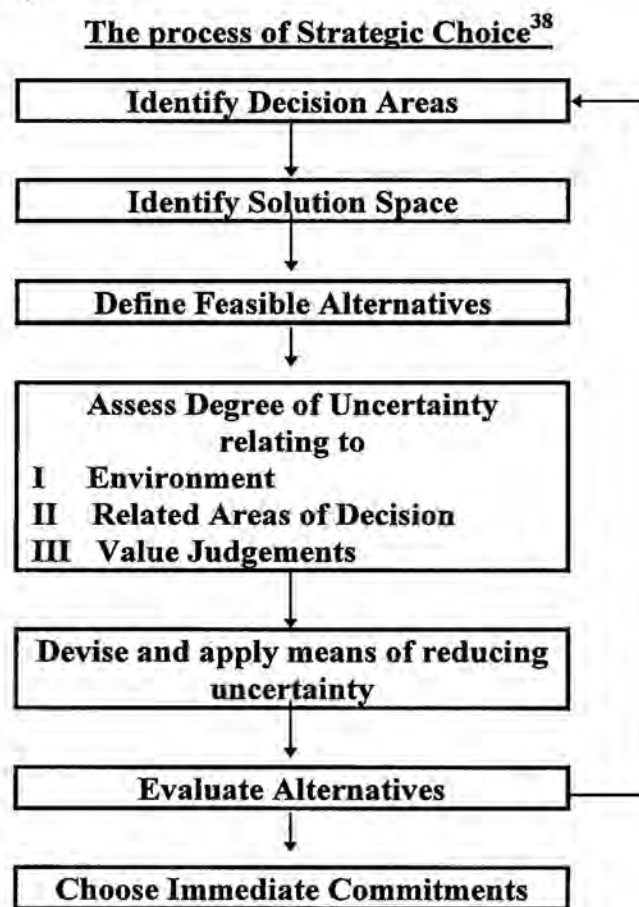 The process of Strategic Choice³⁸
Identify Decision Areas
Identify Solution Space
Define Feasible Alternatives
Assess Degree of Uncertainty
relating to
I Environment
II Related Areas of Decision
III Value Judgements
Devise and apply means of reducing
uncertainty
Evaluate Alternatives
Choose Immediate Commitments